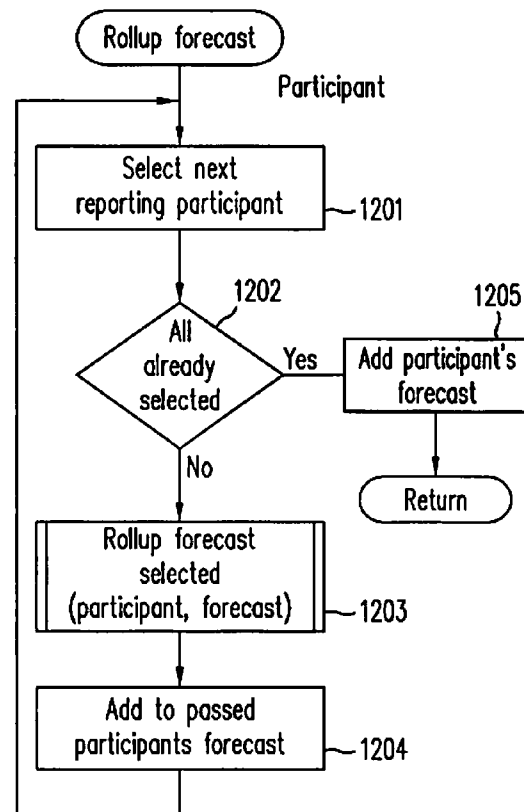 Rollup forecast
Participant
Select next
reporting participant
1201
1202
All
already
selected
Yes
1205
Add participant's
forecast
No
Return
Rollup forecast
selected
(participant, forecast)
1203
Add to passed
participants forecast
1204